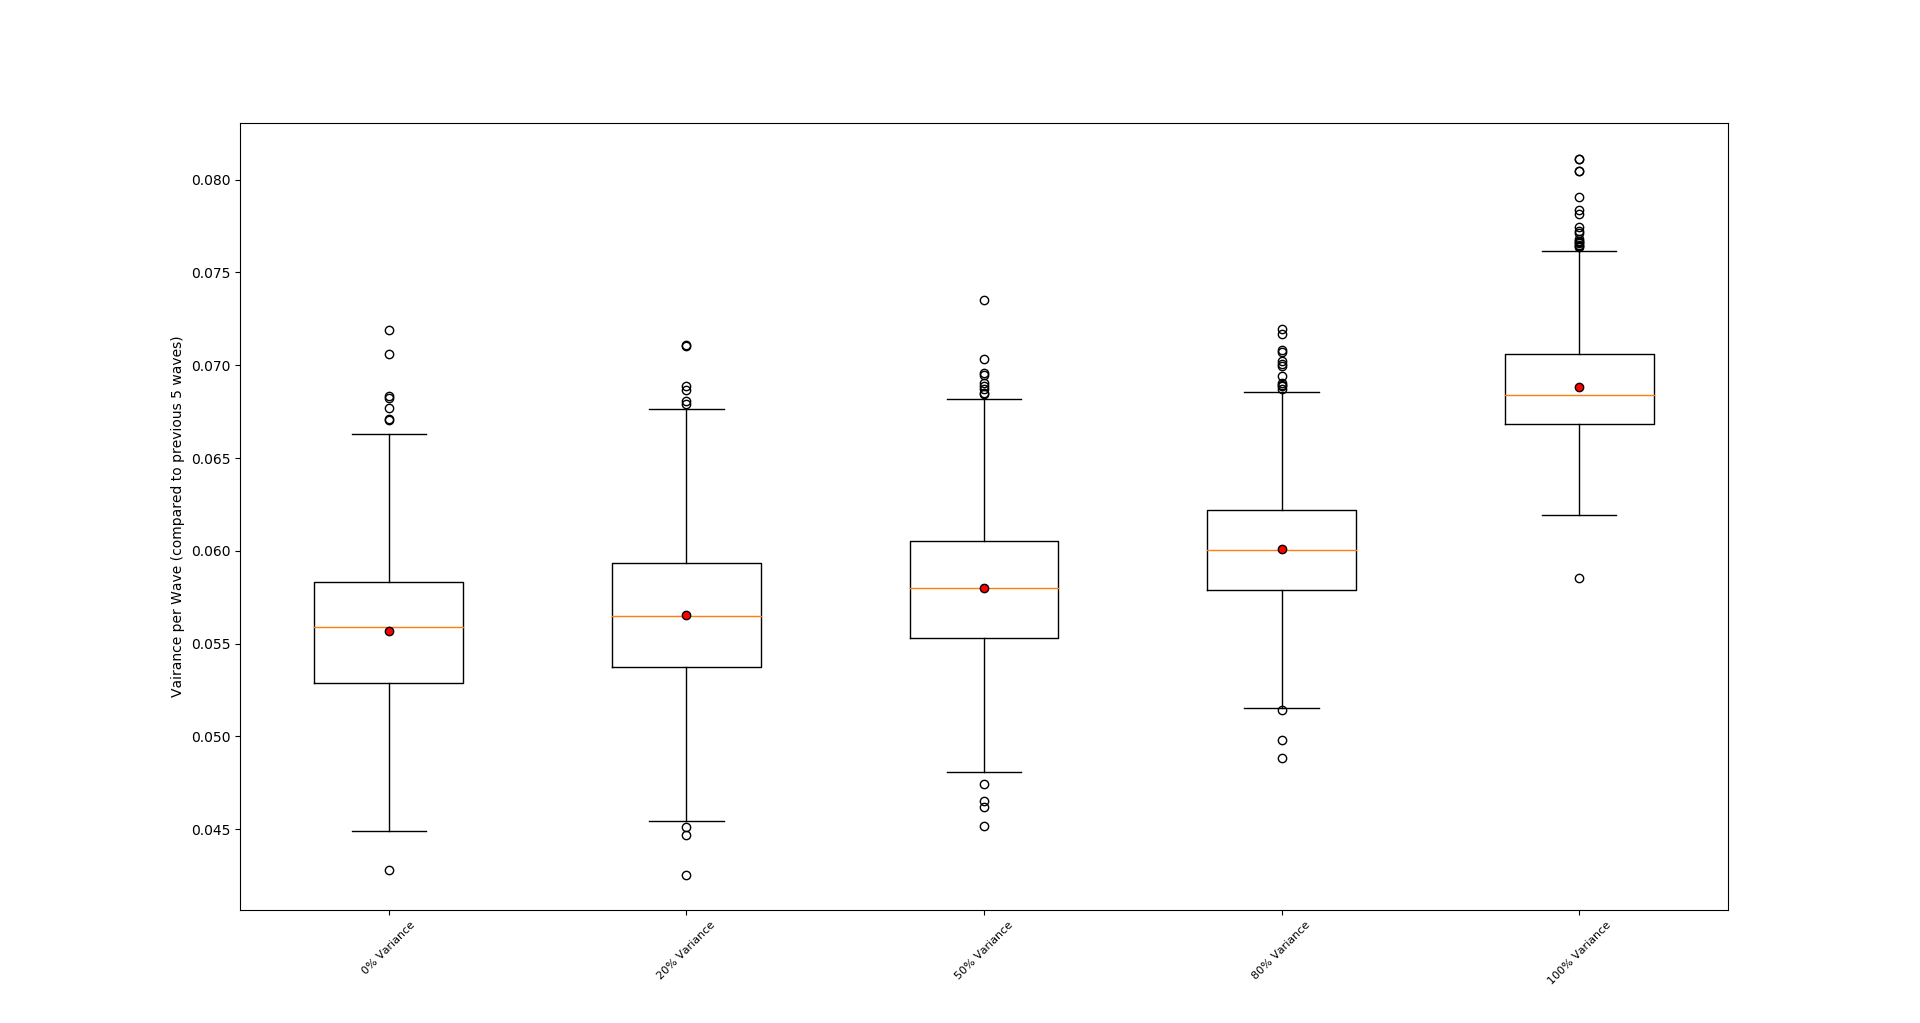 0.080
0.075
0.070
0.065
0.060
0.055
0.050
0.045
Vairance per Wave (compared to previous 5 waves)
0% Variance
20% Variance
50% Variance
80% Variance
100% Variance